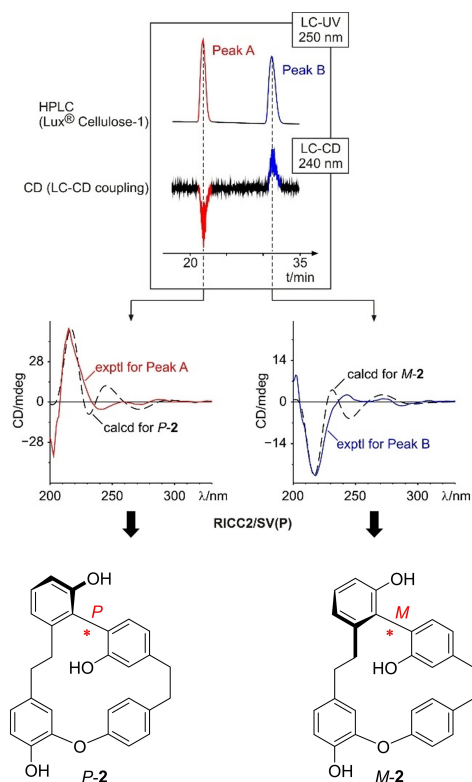 LC-UV
250 nm
Peak A
Peak B
HPLC
(Lux® Cellulose-1)
LC-CD
240 nm
CD (LC-CD coupling)
20 35
t/min
CD/mdeg
28
0
−28
exptl for Peak A
calcd for P-2
200 250 300 λ/nm
CD/mdeg
14
0
−14
calcd for M-2
exptl for Peak B
200 250 300 λ/nm
RICC2/SV(P)
OH
P
*
HO
O
OH
P-2
OH
M
*
HO
O
OH
M-2